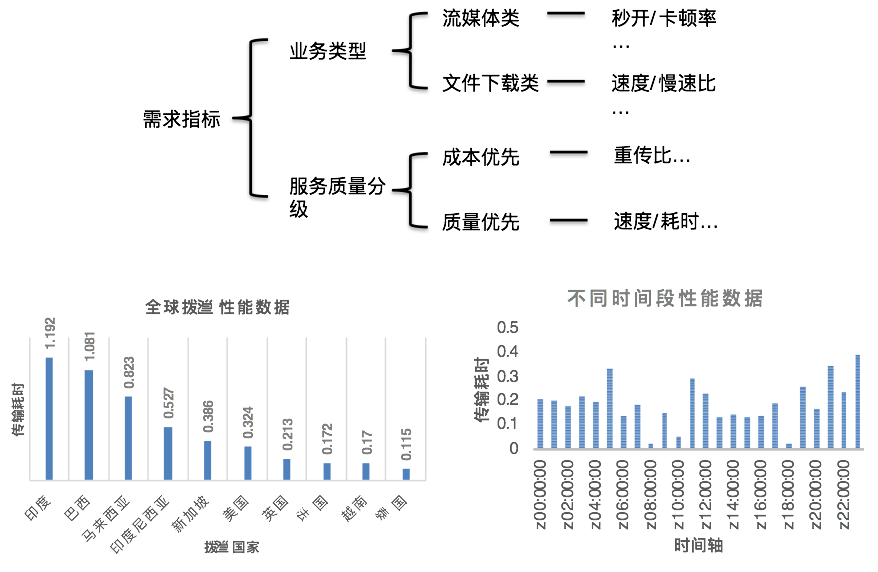 流媒体类
秒开/卡顿率
…
业务类型
文件下载类
速度/慢速比
…
需求指标
成本优先
重传比…
服务质量分
级
质量优先
速度/耗时…
全球拨测 性能数据
传输耗时
1.192
1.081
0.823
0.527
0.386
0.324
0.213
0.172
0.17
0.115
印度
巴西
马来西亚
印度尼西亚
新加坡
美国
英国
法 国
越南
泰 国
拨测 国家
不同时间段性能数据
传输耗时
0.5
0.4
0.3
0.2
0.1
0
z00:00:00
z02:00:00
z04:00:00
z06:00:00
z08:00:00
z10:00:00
z12:00:00
z14:00:00
z16:00:00
z18:00:00
z20:00:00
z22:00:00
时间轴